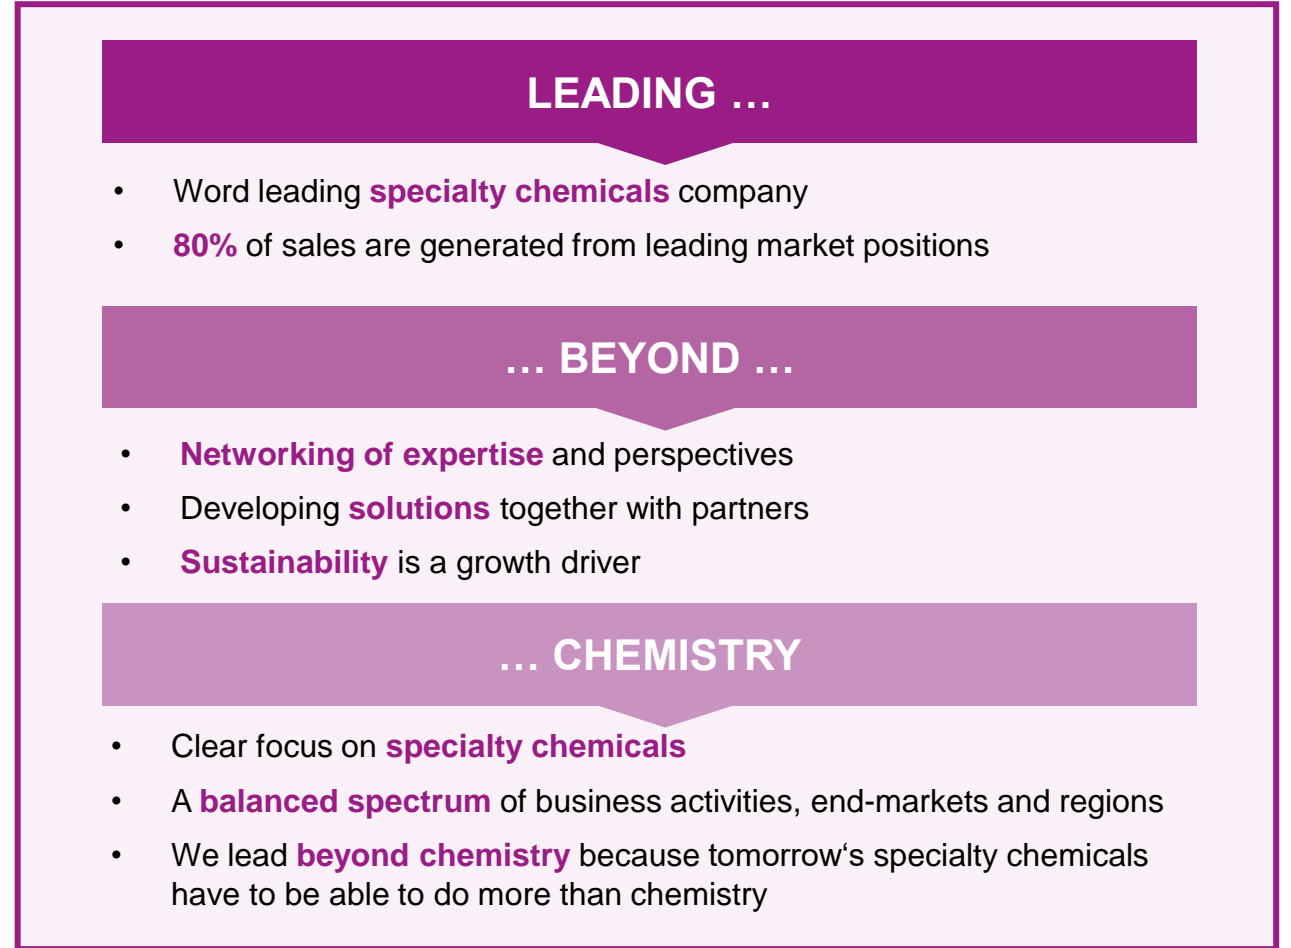 LEADING …
• Word leading specialty chemicals company
• 80% of sales are generated from leading market positions
… BEYOND …
• Networking of expertise and perspectives
• Developing solutions together with partners
• Sustainability is a growth driver
… CHEMISTRY
• Clear focus on specialty chemicals
• A balanced spectrum of business activities, end-markets and regions
• We lead beyond chemistry because tomorrow‘s specialty chemicals
have to be able to do more than chemistry